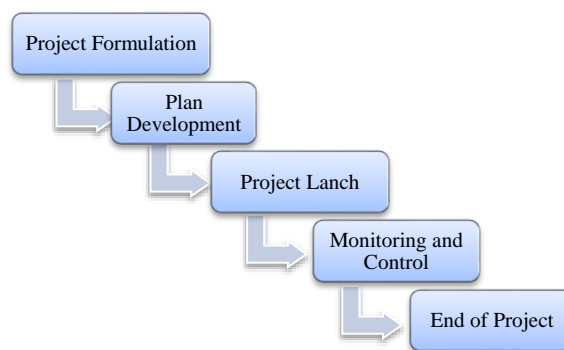 Project Formulation
Plan
Development
Project Lanch
Monitoring and
Control
End of Project